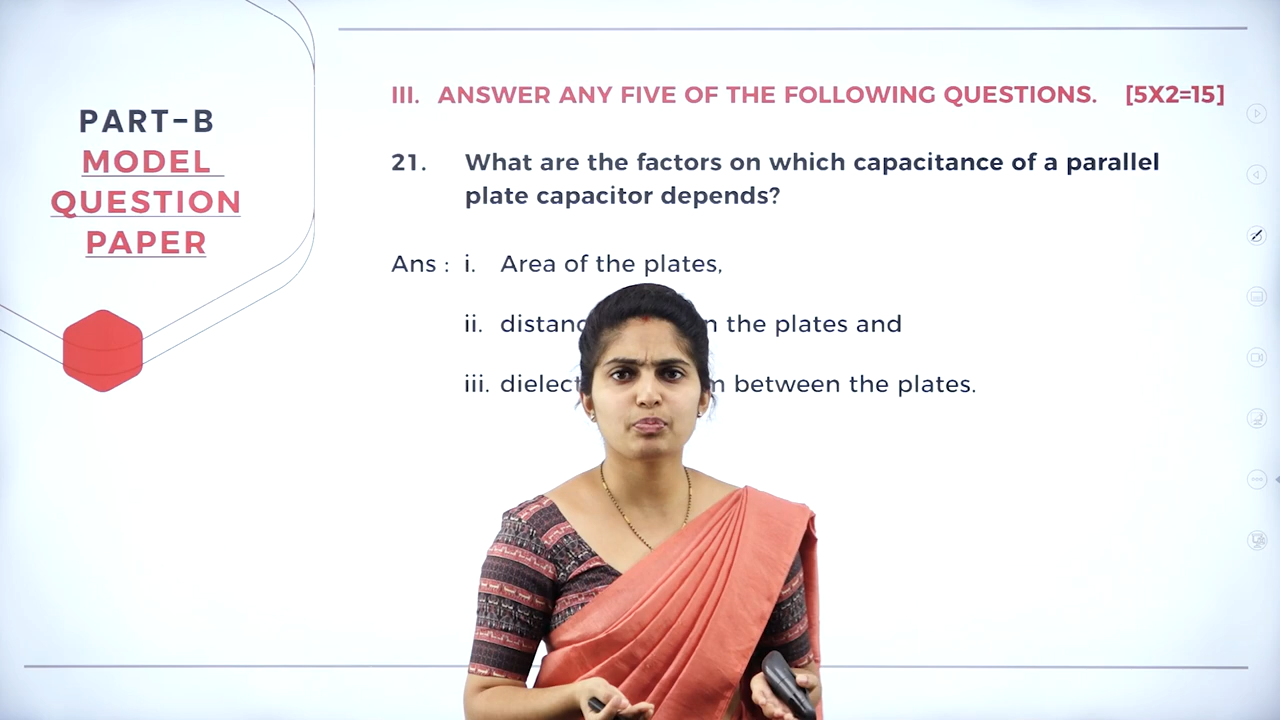 PART-B
MODEL
QUESTION
PAPER
III. ANSWER ANY FIVE OF THE FOLLOWING QUESTIONS. [5X2=15]
21. What are the factors on which capacitance of a parallel
plate capacitor depends?
Ans : i. Area of the plates,
ii. the plates and
iii. between the plates.